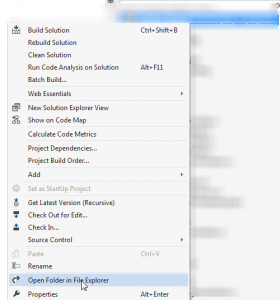 Build Solution Ctrl+Shift+B
Rebuild Solution
Clean Solution
Run Code Analysis on Solution Alt+F11
Batch Build...
Web Essentials
New Solution Explorer View
Show on Code Map
Calculate Code Metrics
Project Dependencies...
Project Build Order...
Add
Set as StartUp Project
Get Latest Version (Recursive)
Check Out for Edit...
Check In...
Source Control
Paste Ctrl+V
Rename
Open Folder in File Explorer
Properties Alt+Enter